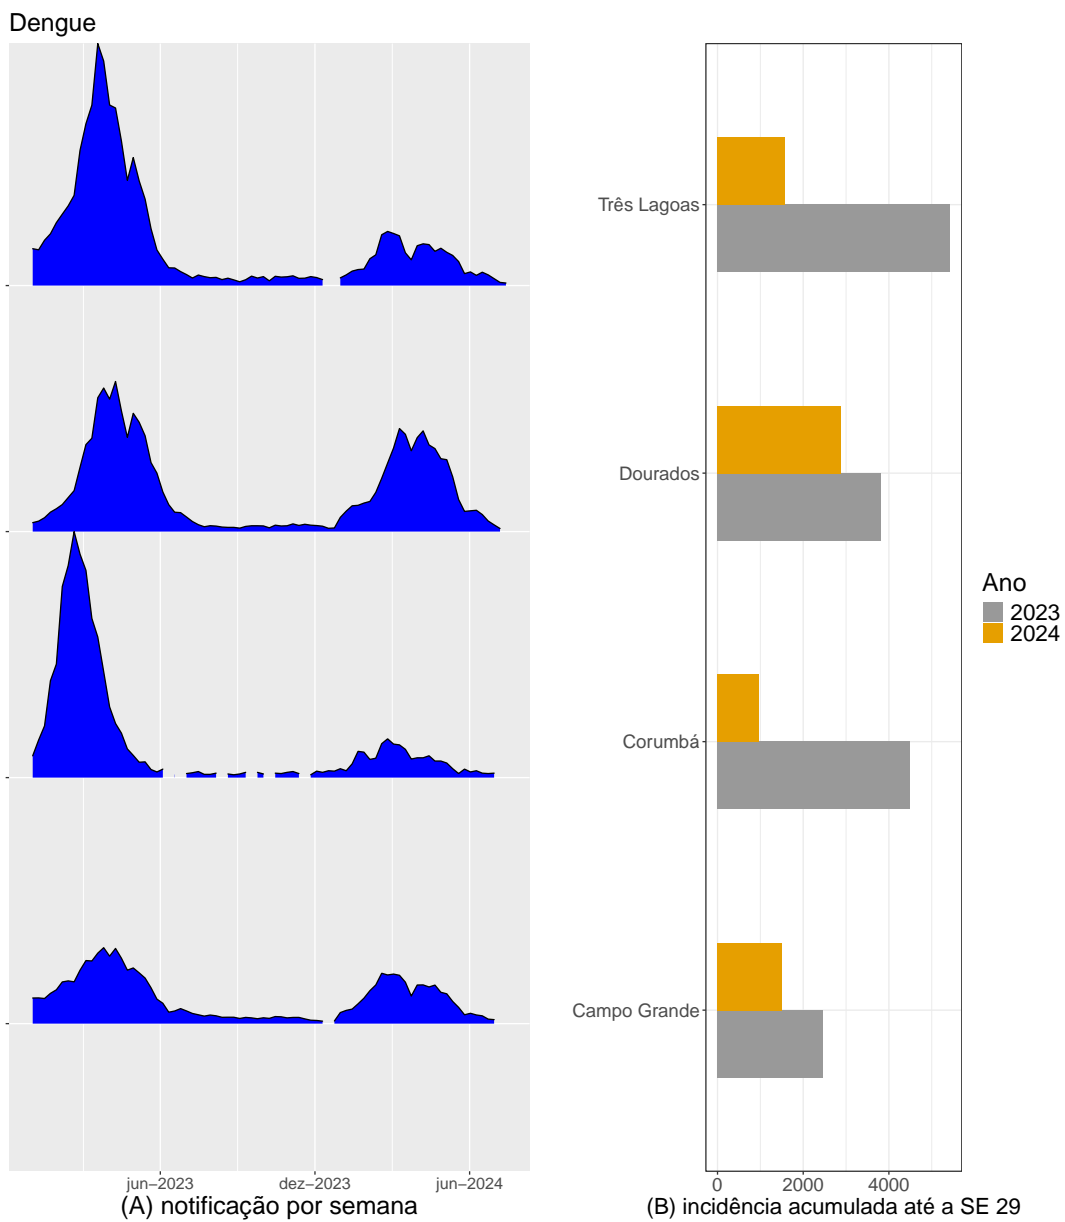 Dengue
jun–2023
dez–2023
jun–2024
(A) notificação por semana
Três Lagoas
Dourados
Corumbá
Campo Grande
0
2000
4000
(B) incidência acumulada até a SE 29
Ano
2023
2024